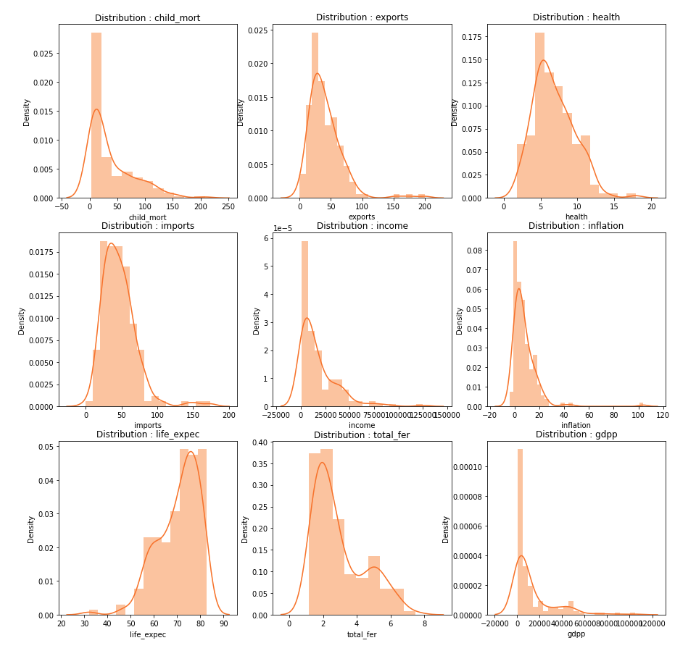 Distribution : child_mort
Distribution : exports
Distribution : health
Density
0.025
0.020
0.015
0.010
0.005
0.000
-50 0 50 100 150 200 250
child_mort
Density
0.025
0.020
0.015
0.010
0.005
0.000
0 50 100 150 200
exports
Density
0.175
0.150
0.125
0.100
0.075
0.050
0.025
0.000
0 5 10 15 20
health
Distribution : imports
Distribution : income
Distribution : inflation
Density
0.0175
0.0150
0.0125
0.0100
0.0075
0.0050
0.0025
0.0000
0 50 100 150 200
imports
1e-5
Density
6
5
4
3
2
1
0
-25000 0 25000 50000 75000 100000 125000 150000
income
Density
0.08
0.06
0.04
0.02
0.00
-20 0 20 40 60 80 100 120
inflation
Distribution : life_expec
Distribution : total_fer
Distribution : gdpp
Density
0.05
0.04
0.03
0.02
0.01
0.00
20 30 40 50 60 70 80 90
life_expec
Density
0.40
0.35
0.30
0.25
0.20
0.15
0.10
0.05
0.00
0 2 4 6 8
total_fer
Density
0.00010
0.00008
0.00006
0.00004
0.00002
0.00000
-20000 0 20000 40000 60000 80000 100000 120000
gdpp